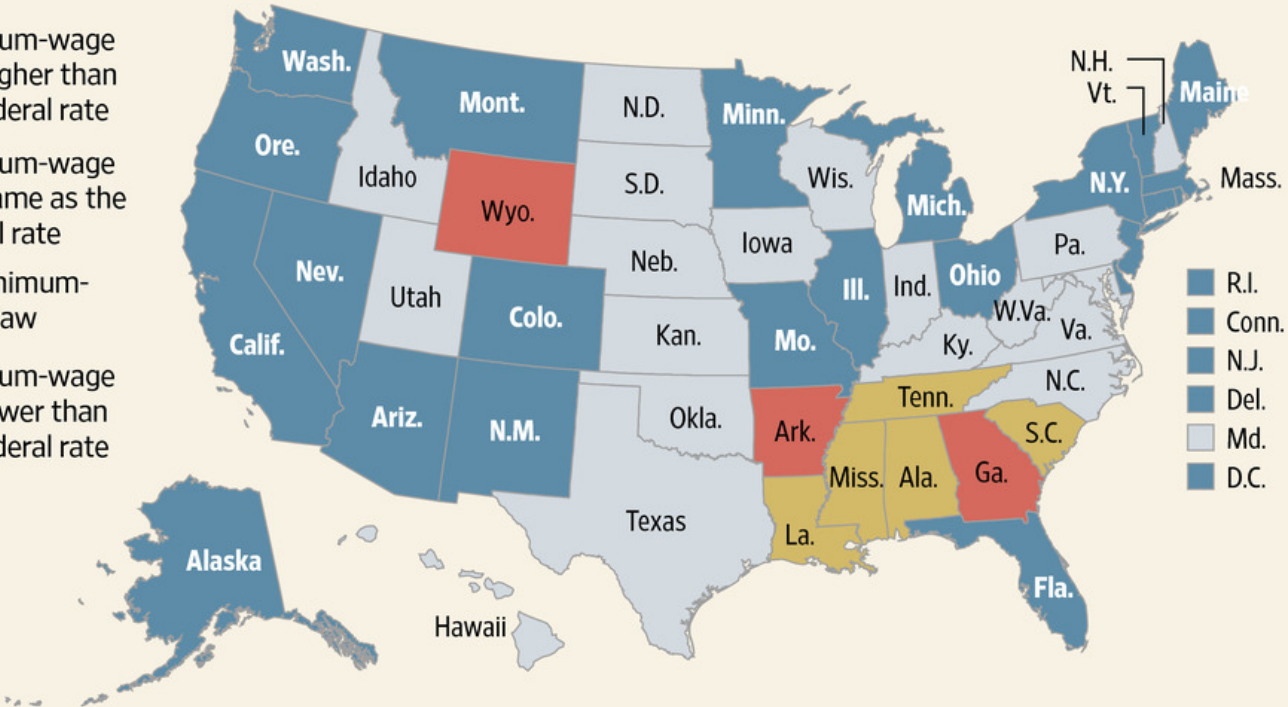 um-wage
gher than
deral rate
um-wage
ame as the
l rate
nimum-
aw
um-wage
wer than
deral rate
Wash.
Mont.
N.D.
Minn.
N.H.
Vt.
Maine
Ore.
Idaho
Wyo.
S.D.
Wis.
Mich.
N.Y.
Mass.
Nev.
Utah
Colo.
Neb.
Iowa
Ill.
Ind.
Ohio
Pa.
Calif.
Kan.
Mo.
Ky.
W.Va.
Va.
Ariz.
N.M.
Okla.
Ark.
Tenn.
N.C.
S.C.
Texas
La.
Miss.
Ala.
Ga.
Fla.
Alaska
Hawaii
R.I.
Conn.
N.J.
Del.
Md.
D.C.